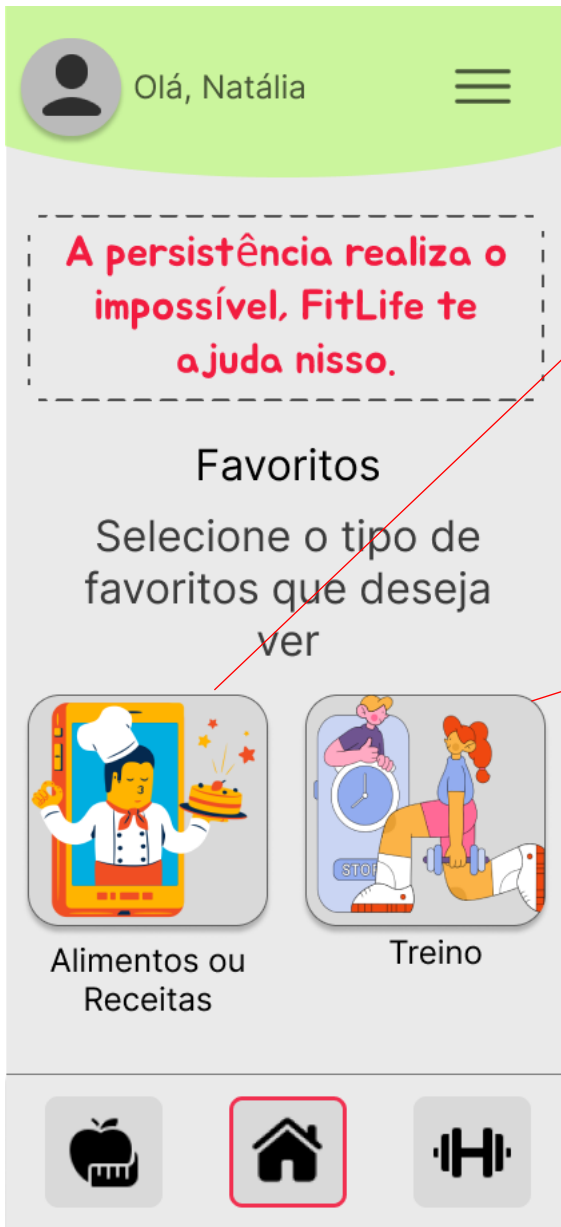 Olá, Natália
A persistência realiza o
impossível, FitLife te
ajuda nisso.
Favoritos
Selecione o tipo de
favoritos que deseja
ver
STOP
Alimentos ou
Receitas
Treino